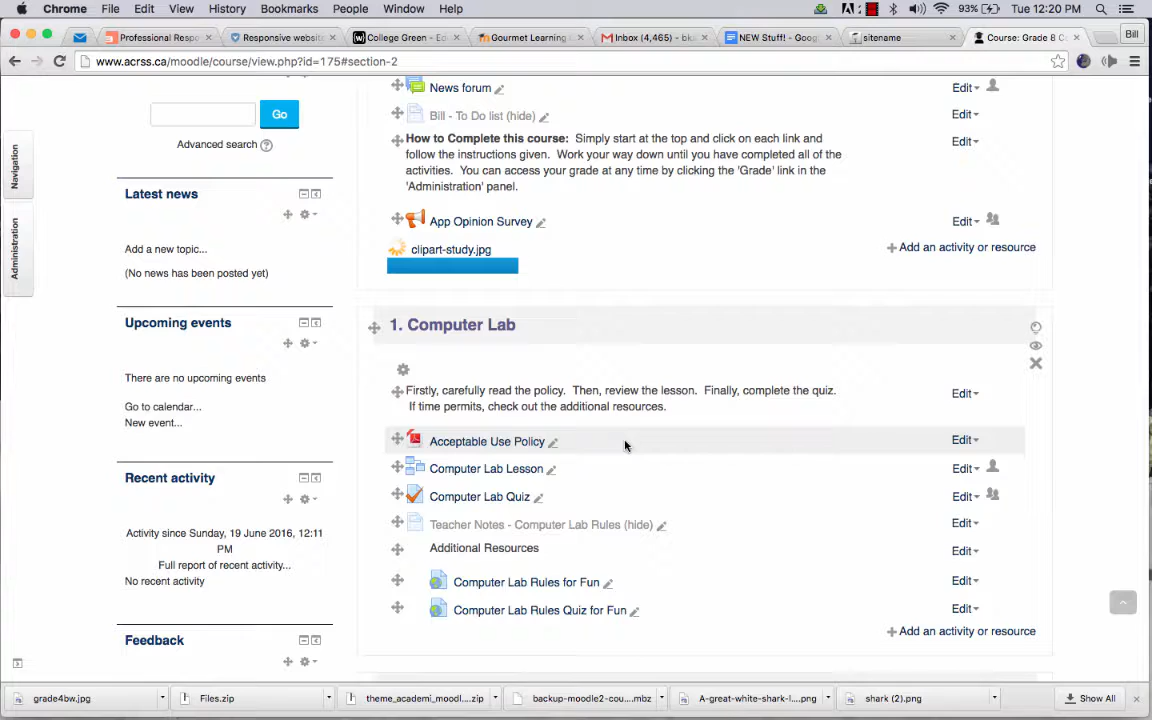 Chrome File Edit View History Bookmarks People Window Help 93% Tue 12:20 PM
Professional Respo × Responsive website × College Green - Ed × Gourmet Learning × Inbox (4,465) - bk × NEW Stuff! - Goog × sitename × Course: Grade 8 C × Bill
www.acrss.ca/moodle/course/view.php?id=175#section-2
Navigation
Administration
Go
Advanced search
Latest news
Add a new topic...
(No news has been posted yet)
Upcoming events
There are no upcoming events
Go to calendar...
New event...
Recent activity
Activity since Sunday, 19 June 2016, 12:11
PM
Full report of recent activity...
No recent activity
Feedback
News forum Edit
Bill - To Do list (hide) Edit
How to Complete this course: Simply start at the top and click on each link and Edit
follow the instructions given. Work your way down until you have completed all of the
activities. You can access your grade at any time by clicking the 'Grade' link in the
'Administration' panel.
App Opinion Survey Edit
clipart-study.jpg
Add an activity or resource
1. Computer Lab
Firstly, carefully read the policy. Then, review the lesson. Finally, complete the quiz. Edit
If time permits, check out the additional resources.
Acceptable Use Policy Edit
Computer Lab Lesson Edit
Computer Lab Quiz Edit
Teacher Notes - Computer Lab Rules (hide) Edit
Additional Resources Edit
Computer Lab Rules for Fun Edit
Computer Lab Rules Quiz for Fun Edit
Add an activity or resource
grade4bw.jpg Files.zip theme_academi_moodl....zip backup-moodle2-cou....mbz A-great-white-shark-l....png shark (2).png Show All